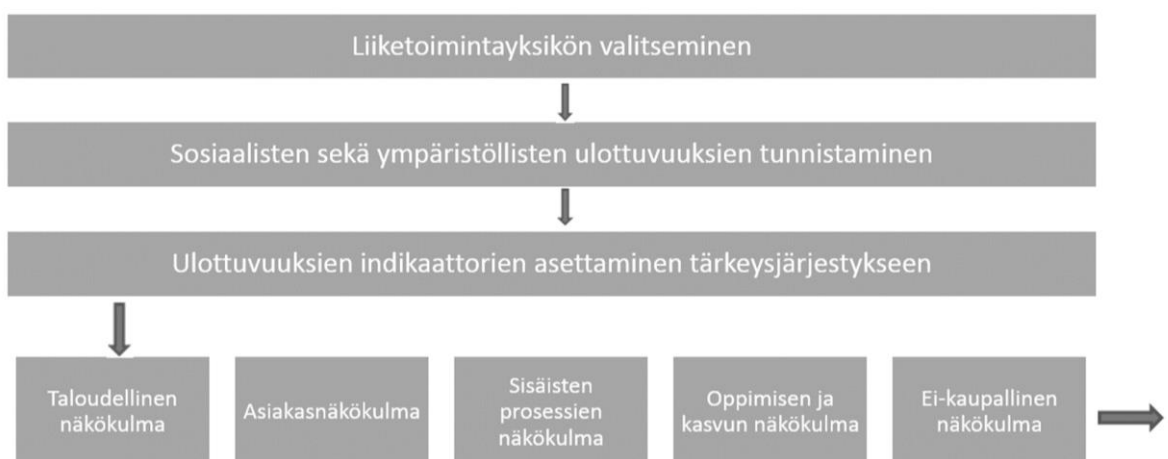 Liiketoimintayksikön valitseminen
Sosiaalisten sekä ympäristöllisten ulottuvuuksien tunnistaminen
Ulottuvuuksien indikaattorien asettaminen tärkeysjärjestykseen
Taloudellinen
näkökulma
Asiakasnäkökulma
Sisäisten
prosessien
näkökulma
Oppimisen ja
kasvun näkökulma
Ei-kaupallinen
näkökulma